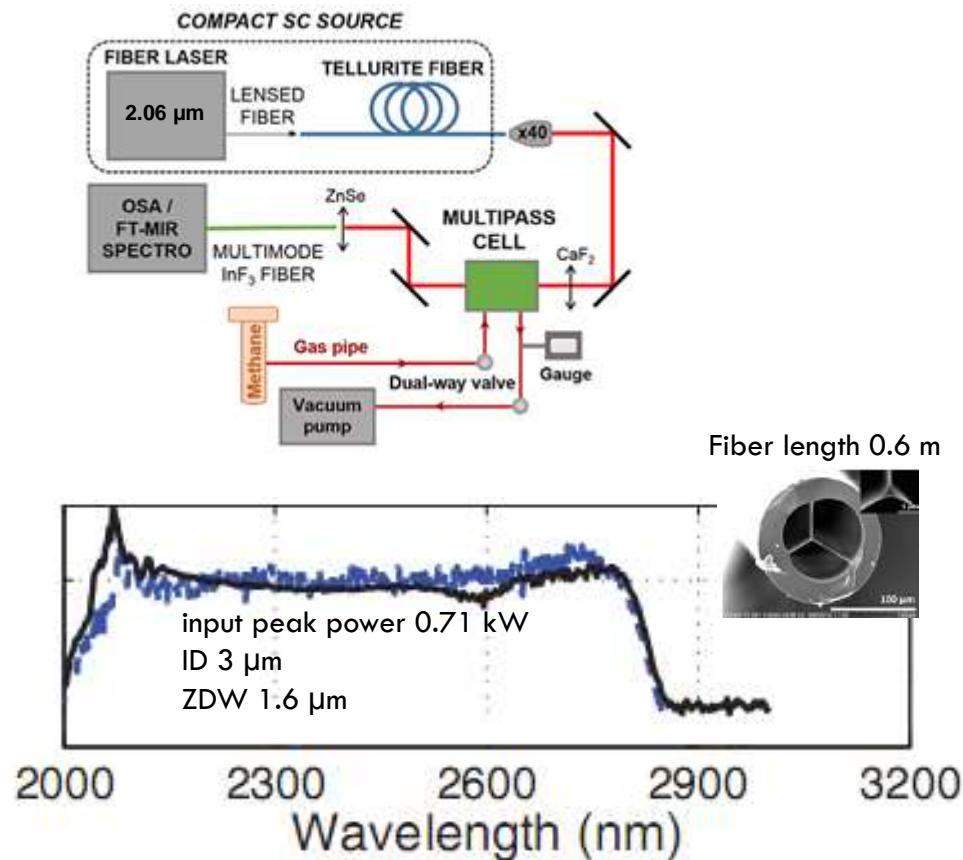 COMPACT SC SOURCE
FIBER LASER
2.06 µm
LENSED
FIBER
TELLURITE FIBER
x40
OSA /
FT-MIR
SPECTRO
MULTIMODE
InF₃ FIBER
ZnSe
MULTIPASS
CELL
CaF₂
Methane
Gas pipe
Dual-way valve
Gauge
Vacuum
pump
Fiber length 0.6 m
100 µm
input peak power 0.71 kW
ID 3 µm
ZDW 1.6 µm
2000 2300 2600 2900 3200
Wavelength (nm)